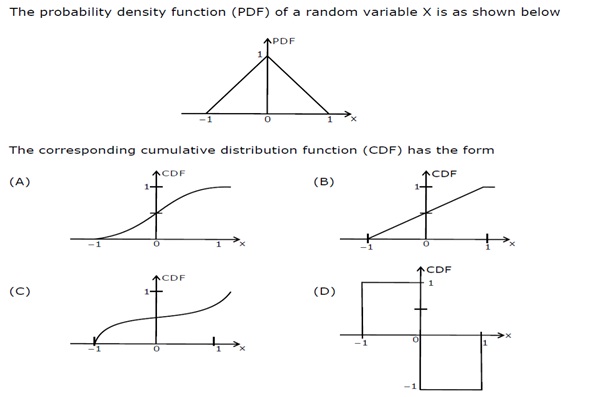 The probability density function (PDF) of a random variable X is as shown below
PDF
1
−1 0 1 x
The corresponding cumulative distribution function (CDF) has the form
(A)
CDF
1
−1 0 1 x
(B)
CDF
1
−1 0 1 x
(C)
CDF
1
−1 0 1 x
(D)
CDF
1
−1 0 1 x
−1